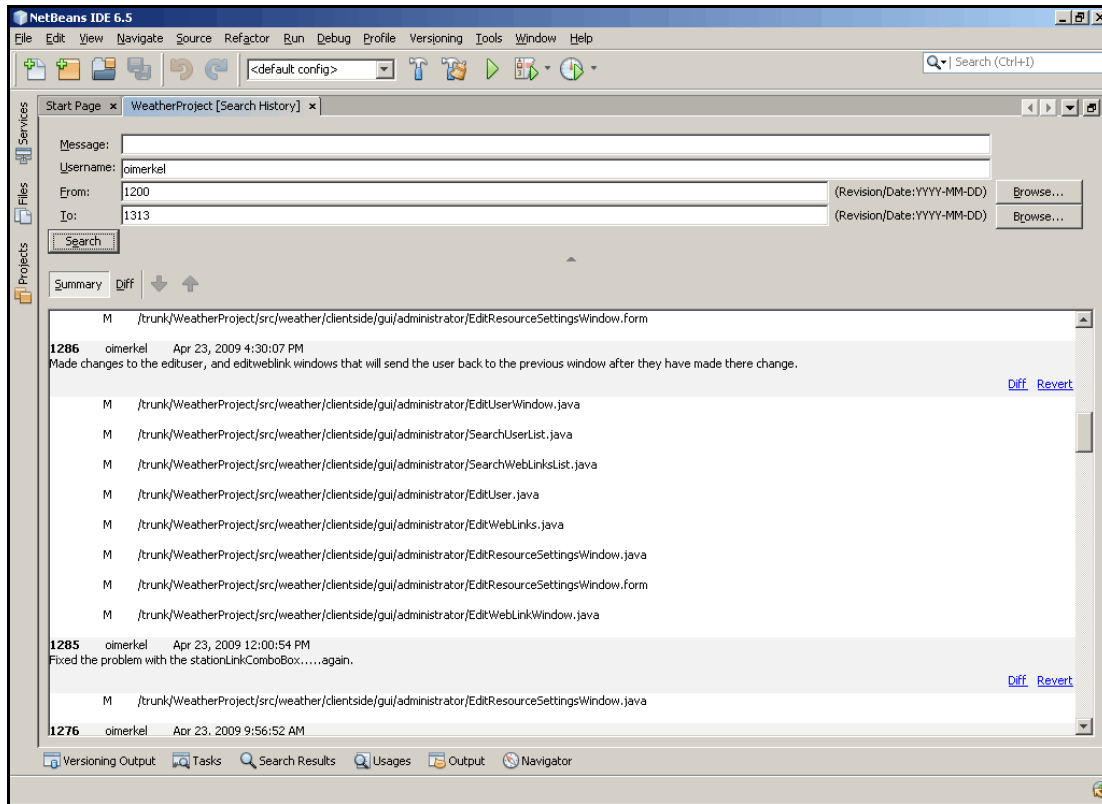 NetBeans IDE 6.5
File Edit View Navigate Source Refactor Run Debug Profile Versioning Tools Window Help
<default config>
Search (Ctrl+I)
Services
Files
Projects
Start Page x WeatherProject [Search History] x
Message:
Username: oimerkel
From: 1200 (Revision/Date:YYYY-MM-DD) Browse...
To: 1313 (Revision/Date:YYYY-MM-DD) Browse...
Search
Summary Diff
M /trunk/WeatherProject/src/weather/clientside/gui/administrator/EditResourceSettingsWindow.form
1286 oimerkel Apr 23, 2009 4:30:07 PM
Made changes to the edituser, and editweblink windows that will send the user back to the previous window after they have made there change.
Diff Revert
M /trunk/WeatherProject/src/weather/clientside/gui/administrator/EditUserWindow.java
M /trunk/WeatherProject/src/weather/clientside/gui/administrator/SearchUserList.java
M /trunk/WeatherProject/src/weather/clientside/gui/administrator/SearchWebLinksList.java
M /trunk/WeatherProject/src/weather/clientside/gui/administrator/EditUser.java
M /trunk/WeatherProject/src/weather/clientside/gui/administrator/EditWebLinks.java
M /trunk/WeatherProject/src/weather/clientside/gui/administrator/EditResourceSettingsWindow.java
M /trunk/WeatherProject/src/weather/clientside/gui/administrator/EditResourceSettingsWindow.form
M /trunk/WeatherProject/src/weather/clientside/gui/administrator/EditWebLinkWindow.java
1285 oimerkel Apr 23, 2009 12:00:54 PM
Fixed the problem with the stationLinkComboBox.....again.
Diff Revert
M /trunk/WeatherProject/src/weather/clientside/gui/administrator/EditResourceSettingsWindow.java
1276 oimerkel Apr 23, 2009 9:56:52 AM
Versioning Output Tasks Search Results Usages Output Navigator